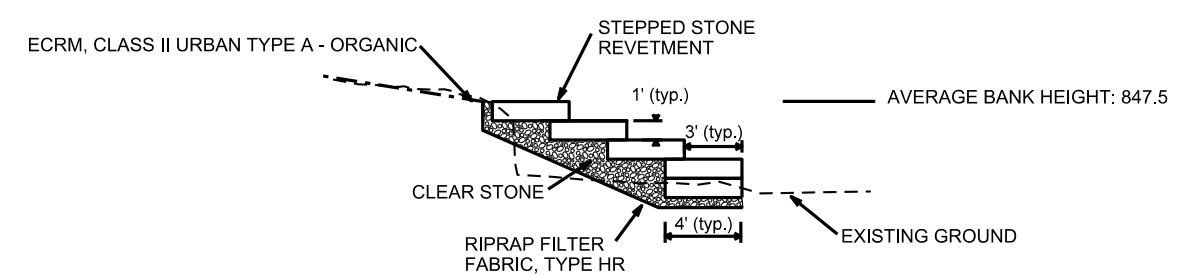 STEPPED STONE
REVETMENT
ECRM, CLASS II URBAN TYPE A - ORGANIC
1' (typ.)
AVERAGE BANK HEIGHT: 847.5
3' (typ.)
CLEAR STONE
4' (typ.)
EXISTING GROUND
RIPRAP FILTER
FABRIC, TYPE HR